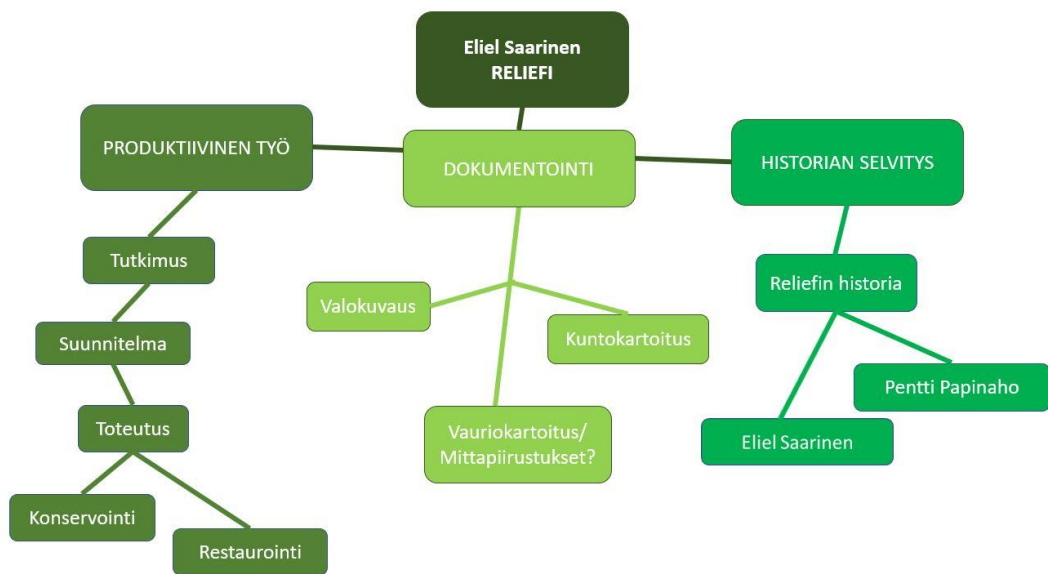 Eliel Saarinen
RELIEFI
PRODUKTIIVINEN TYÖ
DOKUMENTOINTI
HISTORIAN SELVITYS
Tutkimus
Suunnitelma
Toteutus
Konservointi
Restaurointi
Valokuvaus
Kuntokartoitus
Vauriokartoitus/
Mittapiirustukset?
Reliefin historia
Pentti Papinaho
Eliel Saarinen